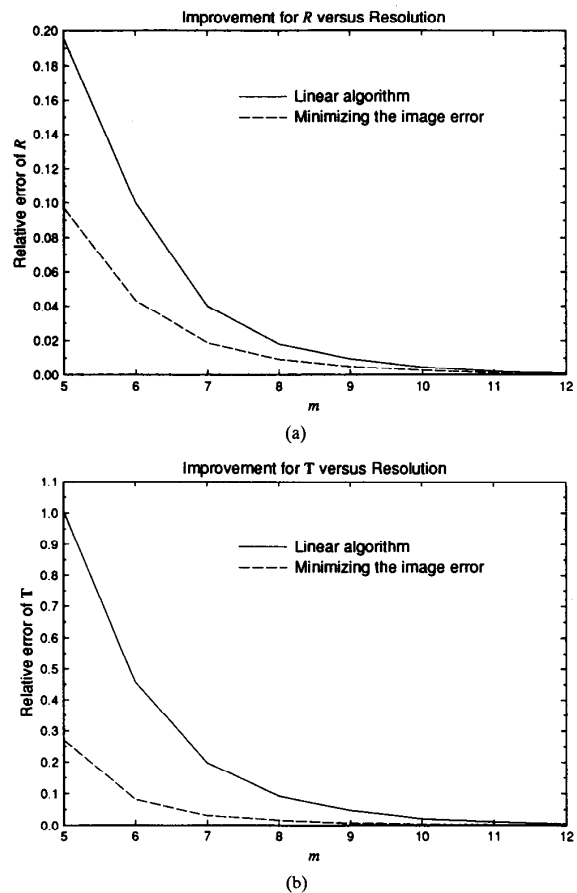 Improvement for R versus Resolution
0.20
0.18
0.16
0.14
0.12
0.10
0.08
0.06
0.04
0.02
0.00
Relative error of R
Linear algorithm
Minimizing the image error
5 6 7 8 9 10 11 12
m
(a)
Improvement for T versus Resolution
1.1
1.0
0.9
0.8
0.7
0.6
0.5
0.4
0.3
0.2
0.1
0.0
Relative error of T
Linear algorithm
Minimizing the image error
5 6 7 8 9 10 11 12
m
(b)